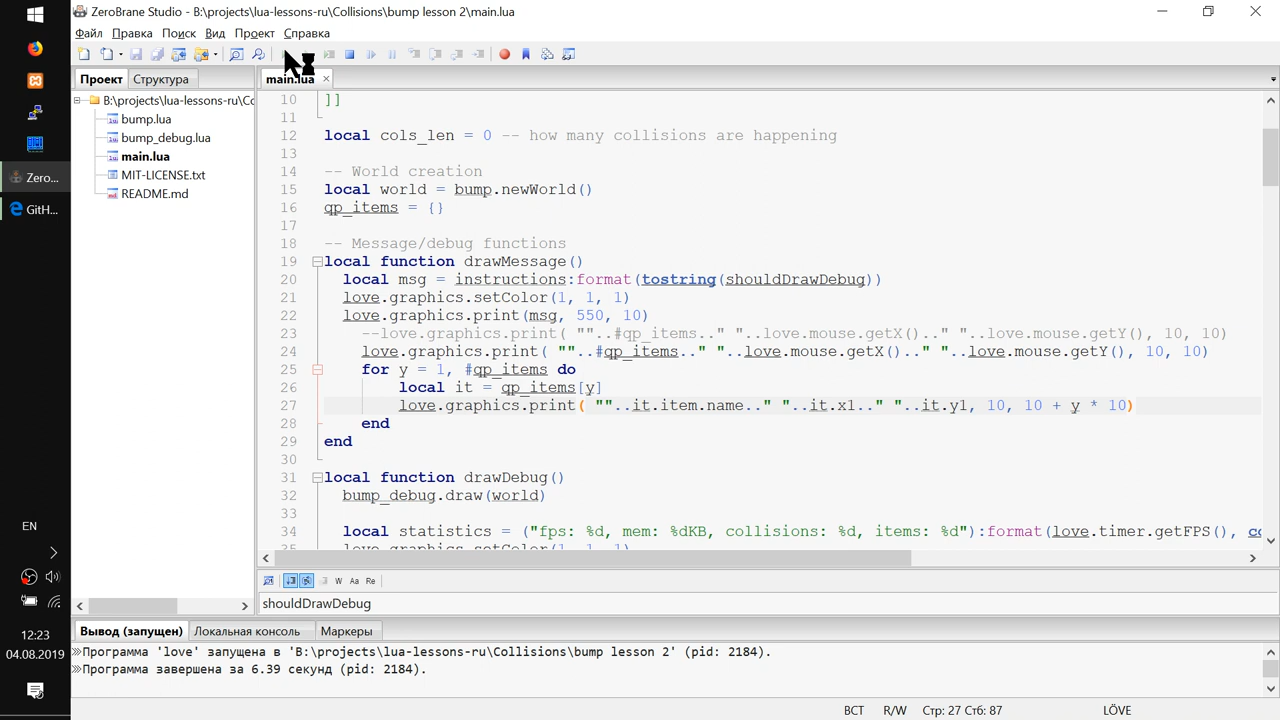 ZeroBrane Studio - B:\projects\lua-lessons-ru\Collisions\bump lesson 2\main.lua
Файл Правка Поиск Вид Проект Справка
Проект Структура
main.lua
B:\projects\lua-lessons-ru\Cc
bump.lua
bump_debug.lua
main.lua
MIT-LICENSE.txt
README.md
Zero...
GitH...
10 ]]
11
12 local cols_len = 0 -- how many collisions are happening
13
14 -- World creation
15 local world = bump.newWorld()
16 qp_items = {}
17
18 -- Message/debug functions
19 local function drawMessage()
20 local msg = instructions:format(tostring(shouldDrawDebug))
21 love.graphics.setColor(1, 1, 1)
22 love.graphics.print(msg, 550, 10)
23 --love.graphics.print( ""..#qp_items.." "..love.mouse.getX().." "..love.mouse.getY(), 10, 10)
24 love.graphics.print( ""..#qp_items.." "..love.mouse.getX().." "..love.mouse.getY(), 10, 10)
25 for y = 1, #qp_items do
26 local it = qp_items[y]
27 love.graphics.print( ""..it.item.name.." "..it.x1.." "..it.y1, 10, 10 + y * 10)
28 end
29 end
30
31 local function drawDebug()
32 bump_debug.draw(world)
33
34 local statistics = ("fps: %d, mem: %dKB, collisions: %d, items: %d"):format(love.timer.getFPS(), co
35 love.graphics.setColor(1, 1, 1)
W Aa Re
shouldDrawDebug
Вывод (запущен) Локальная консоль Маркеры
Программа 'love' запущена в 'B:\projects\lua-lessons-ru\Collisions\bump lesson 2' (pid: 2184).
Программа завершена за 6.39 секунд (pid: 2184).
ВСТ R/W Стр: 27 Стб: 87 LÖVE
EN
12:23
04.08.2019